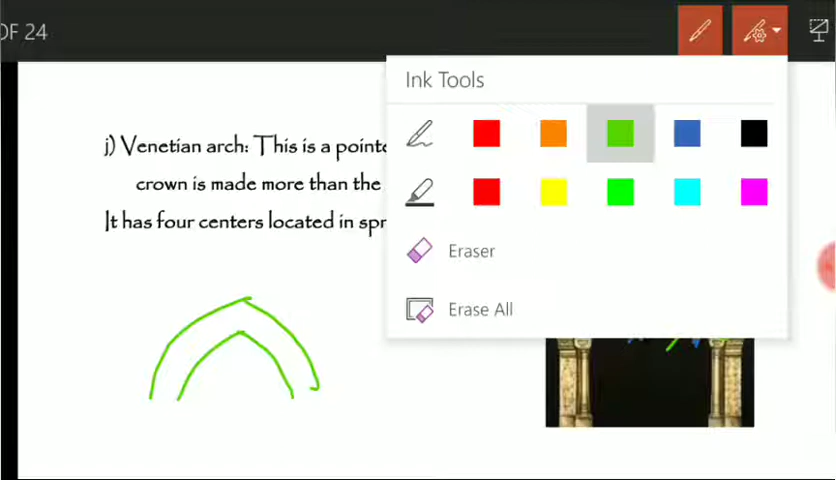 OF 24
Ink Tools
j) Venetian arch: This is a pointe
crown is made more than the
It has four centers located in spr
Eraser
Erase All